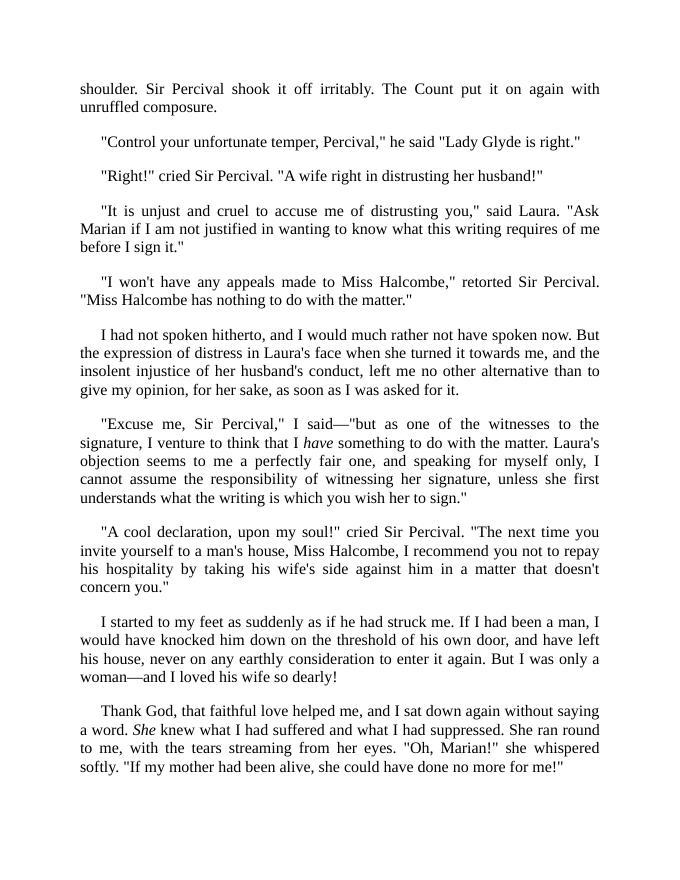 shoulder. Sir Percival shook it off irritably. The Count put it on again with
unruffled composure.
"Control your unfortunate temper, Percival," he said "Lady Glyde is right."
"Right!" cried Sir Percival. "A wife right in distrusting her husband!"
"It is unjust and cruel to accuse me of distrusting you," said Laura. "Ask
Marian if I am not justified in wanting to know what this writing requires of me
before I sign it."
"I won't have any appeals made to Miss Halcombe," retorted Sir Percival.
"Miss Halcombe has nothing to do with the matter."
I had not spoken hitherto, and I would much rather not have spoken now. But
the expression of distress in Laura's face when she turned it towards me, and the
insolent injustice of her husband's conduct, left me no other alternative than to
give my opinion, for her sake, as soon as I was asked for it.
"Excuse me, Sir Percival," I said—"but as one of the witnesses to the
signature, I venture to think that I have something to do with the matter. Laura's
objection seems to me a perfectly fair one, and speaking for myself only, I
cannot assume the responsibility of witnessing her signature, unless she first
understands what the writing is which you wish her to sign."
"A cool declaration, upon my soul!" cried Sir Percival. "The next time you
invite yourself to a man's house, Miss Halcombe, I recommend you not to repay
his hospitality by taking his wife's side against him in a matter that doesn't
concern you."
I started to my feet as suddenly as if he had struck me. If I had been a man, I
would have knocked him down on the threshold of his own door, and have left
his house, never on any earthly consideration to enter it again. But I was only a
woman—and I loved his wife so dearly!
Thank God, that faithful love helped me, and I sat down again without saying
a word. She knew what I had suffered and what I had suppressed. She ran round
to me, with the tears streaming from her eyes. "Oh, Marian!" she whispered
softly. "If my mother had been alive, she could have done no more for me!"